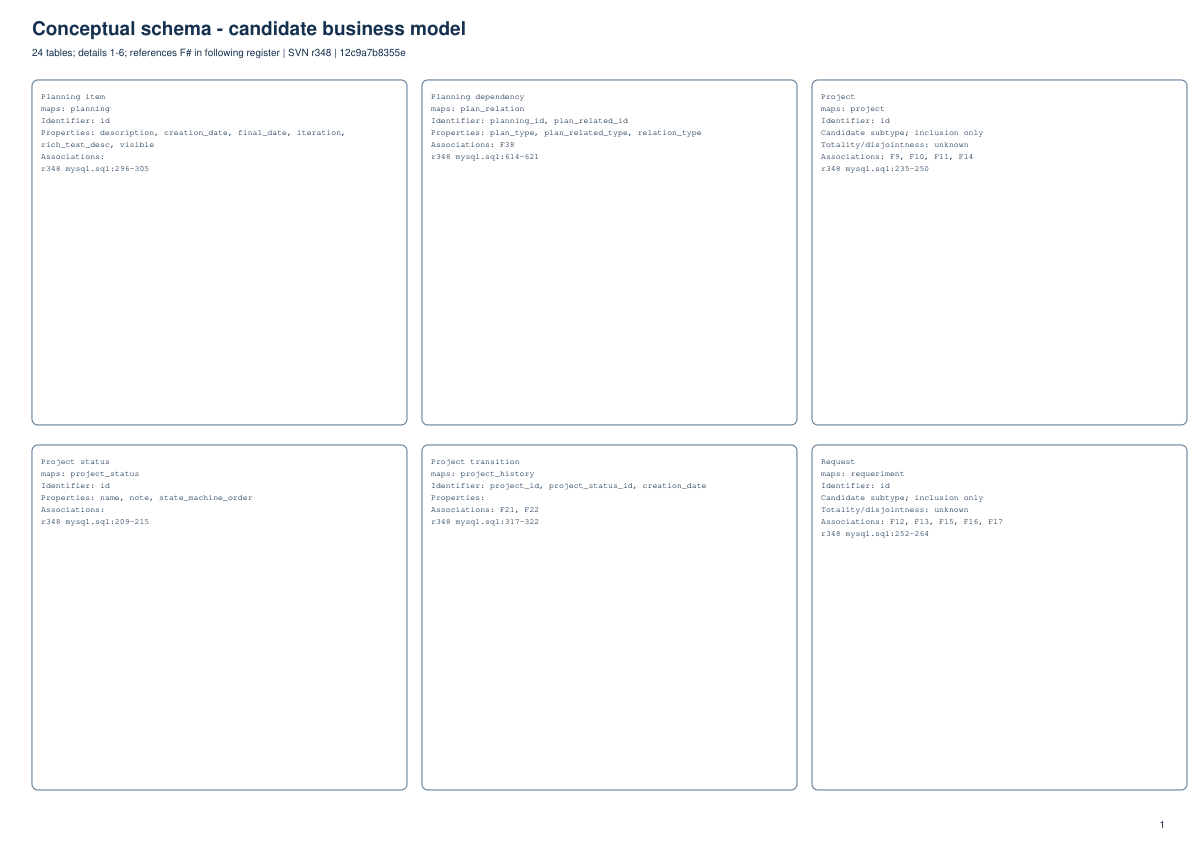 Conceptual schema - candidate business model
24 tables; details 1-6; references F# in following register | SVN r348 | 12c9a7b8355e
Planning item
maps: planning
Identifier: id
Properties: description, creation_date, final_date, iteration,
rich_text_desc, visible
Associations:
r348 mysql.sql:296-305
Planning dependency
maps: plan_relation
Identifier: planning_id, plan_related_id
Properties: plan_type, plan_related_type, relation_type
Associations: F38
r348 mysql.sql:614-621
Project
maps: project
Identifier: id
Candidate subtype; inclusion only
Totality/disjointness: unknown
Associations: F9, F10, F11, F14
r348 mysql.sql:235-250
Project status
maps: project_status
Identifier: id
Properties: name, note, state_machine_order
Associations:
r348 mysql.sql:209-215
Project transition
maps: project_history
Identifier: project_id, project_status_id, creation_date
Properties:
Associations: F21, F22
r348 mysql.sql:317-322
Request
maps: requeriment
Identifier: id
Candidate subtype; inclusion only
Totality/disjointness: unknown
Associations: F12, F13, F15, F16, F17
r348 mysql.sql:252-264
1